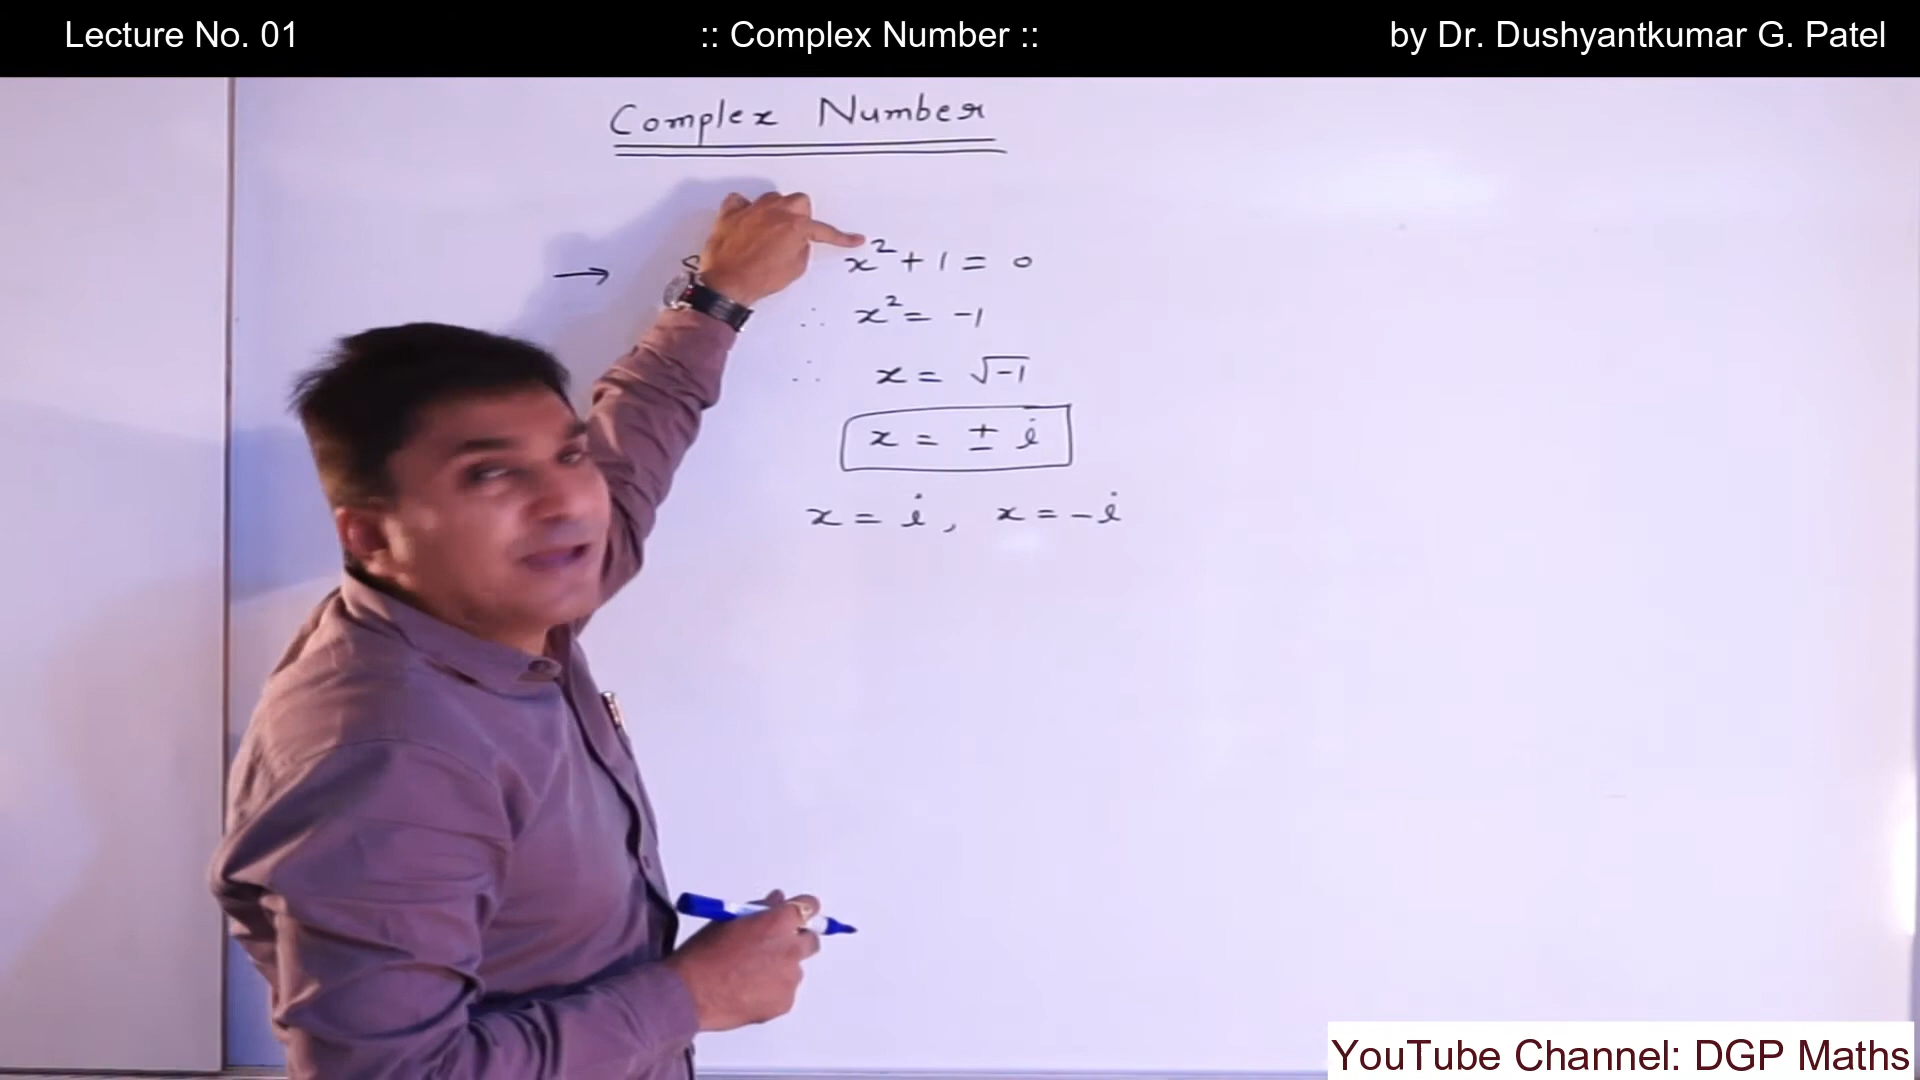 Lecture No. 01 :: Complex Number :: by Dr. Dushyantkumar G. Patel
Complex Number
→ x² + 1 = 0
∴ x² = -1
∴ x = √-1
x = ± i
x = i, x = -i
YouTube Channel: DGP Maths